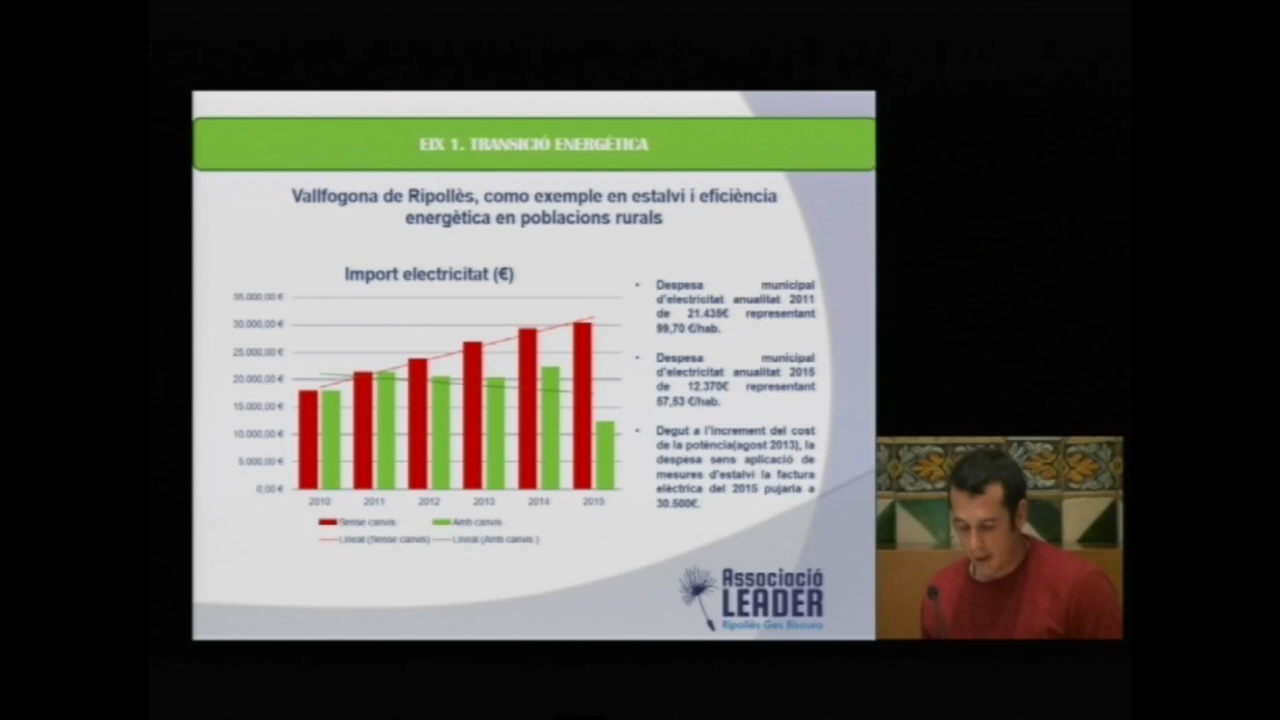 EIX 1. TRANSICIÓ ENERGÈTICA
Vallfogona de Ripollès, como exemple en estalvi i eficiència
energètica en poblacions rurals
Import electricitat (€)
35.000,00 €
30.000,00 €
25.000,00 €
20.000,00 €
15.000,00 €
10.000,00 €
5.000,00 €
0,00 €
2010 2011 2012 2013 2014 2015
Sense canvis Amb canvis
Lineal (Sense canvis) Lineal (Amb canvis )
• Despesa municipal
d'electricitat anualitat 2011
de 21.435€ representant
99,70 €/hab.
• Despesa municipal
d'electricitat anualitat 2015
de 12.370€ representant
57,53 €/hab.
• Degut a l'increment del cost
de la potència(agost 2013), la
despesa sens aplicació de
mesures d'estalvi la factura
elèctrica del 2015 pujaria a
30.500€.
Associació
LEADER
Ripollès Ges Bisaura